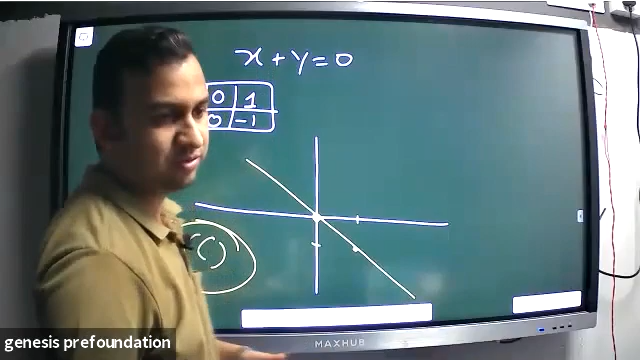 x + y = 0
0 1
0 -1
(C)
genesis prefoundation
MAXHUB